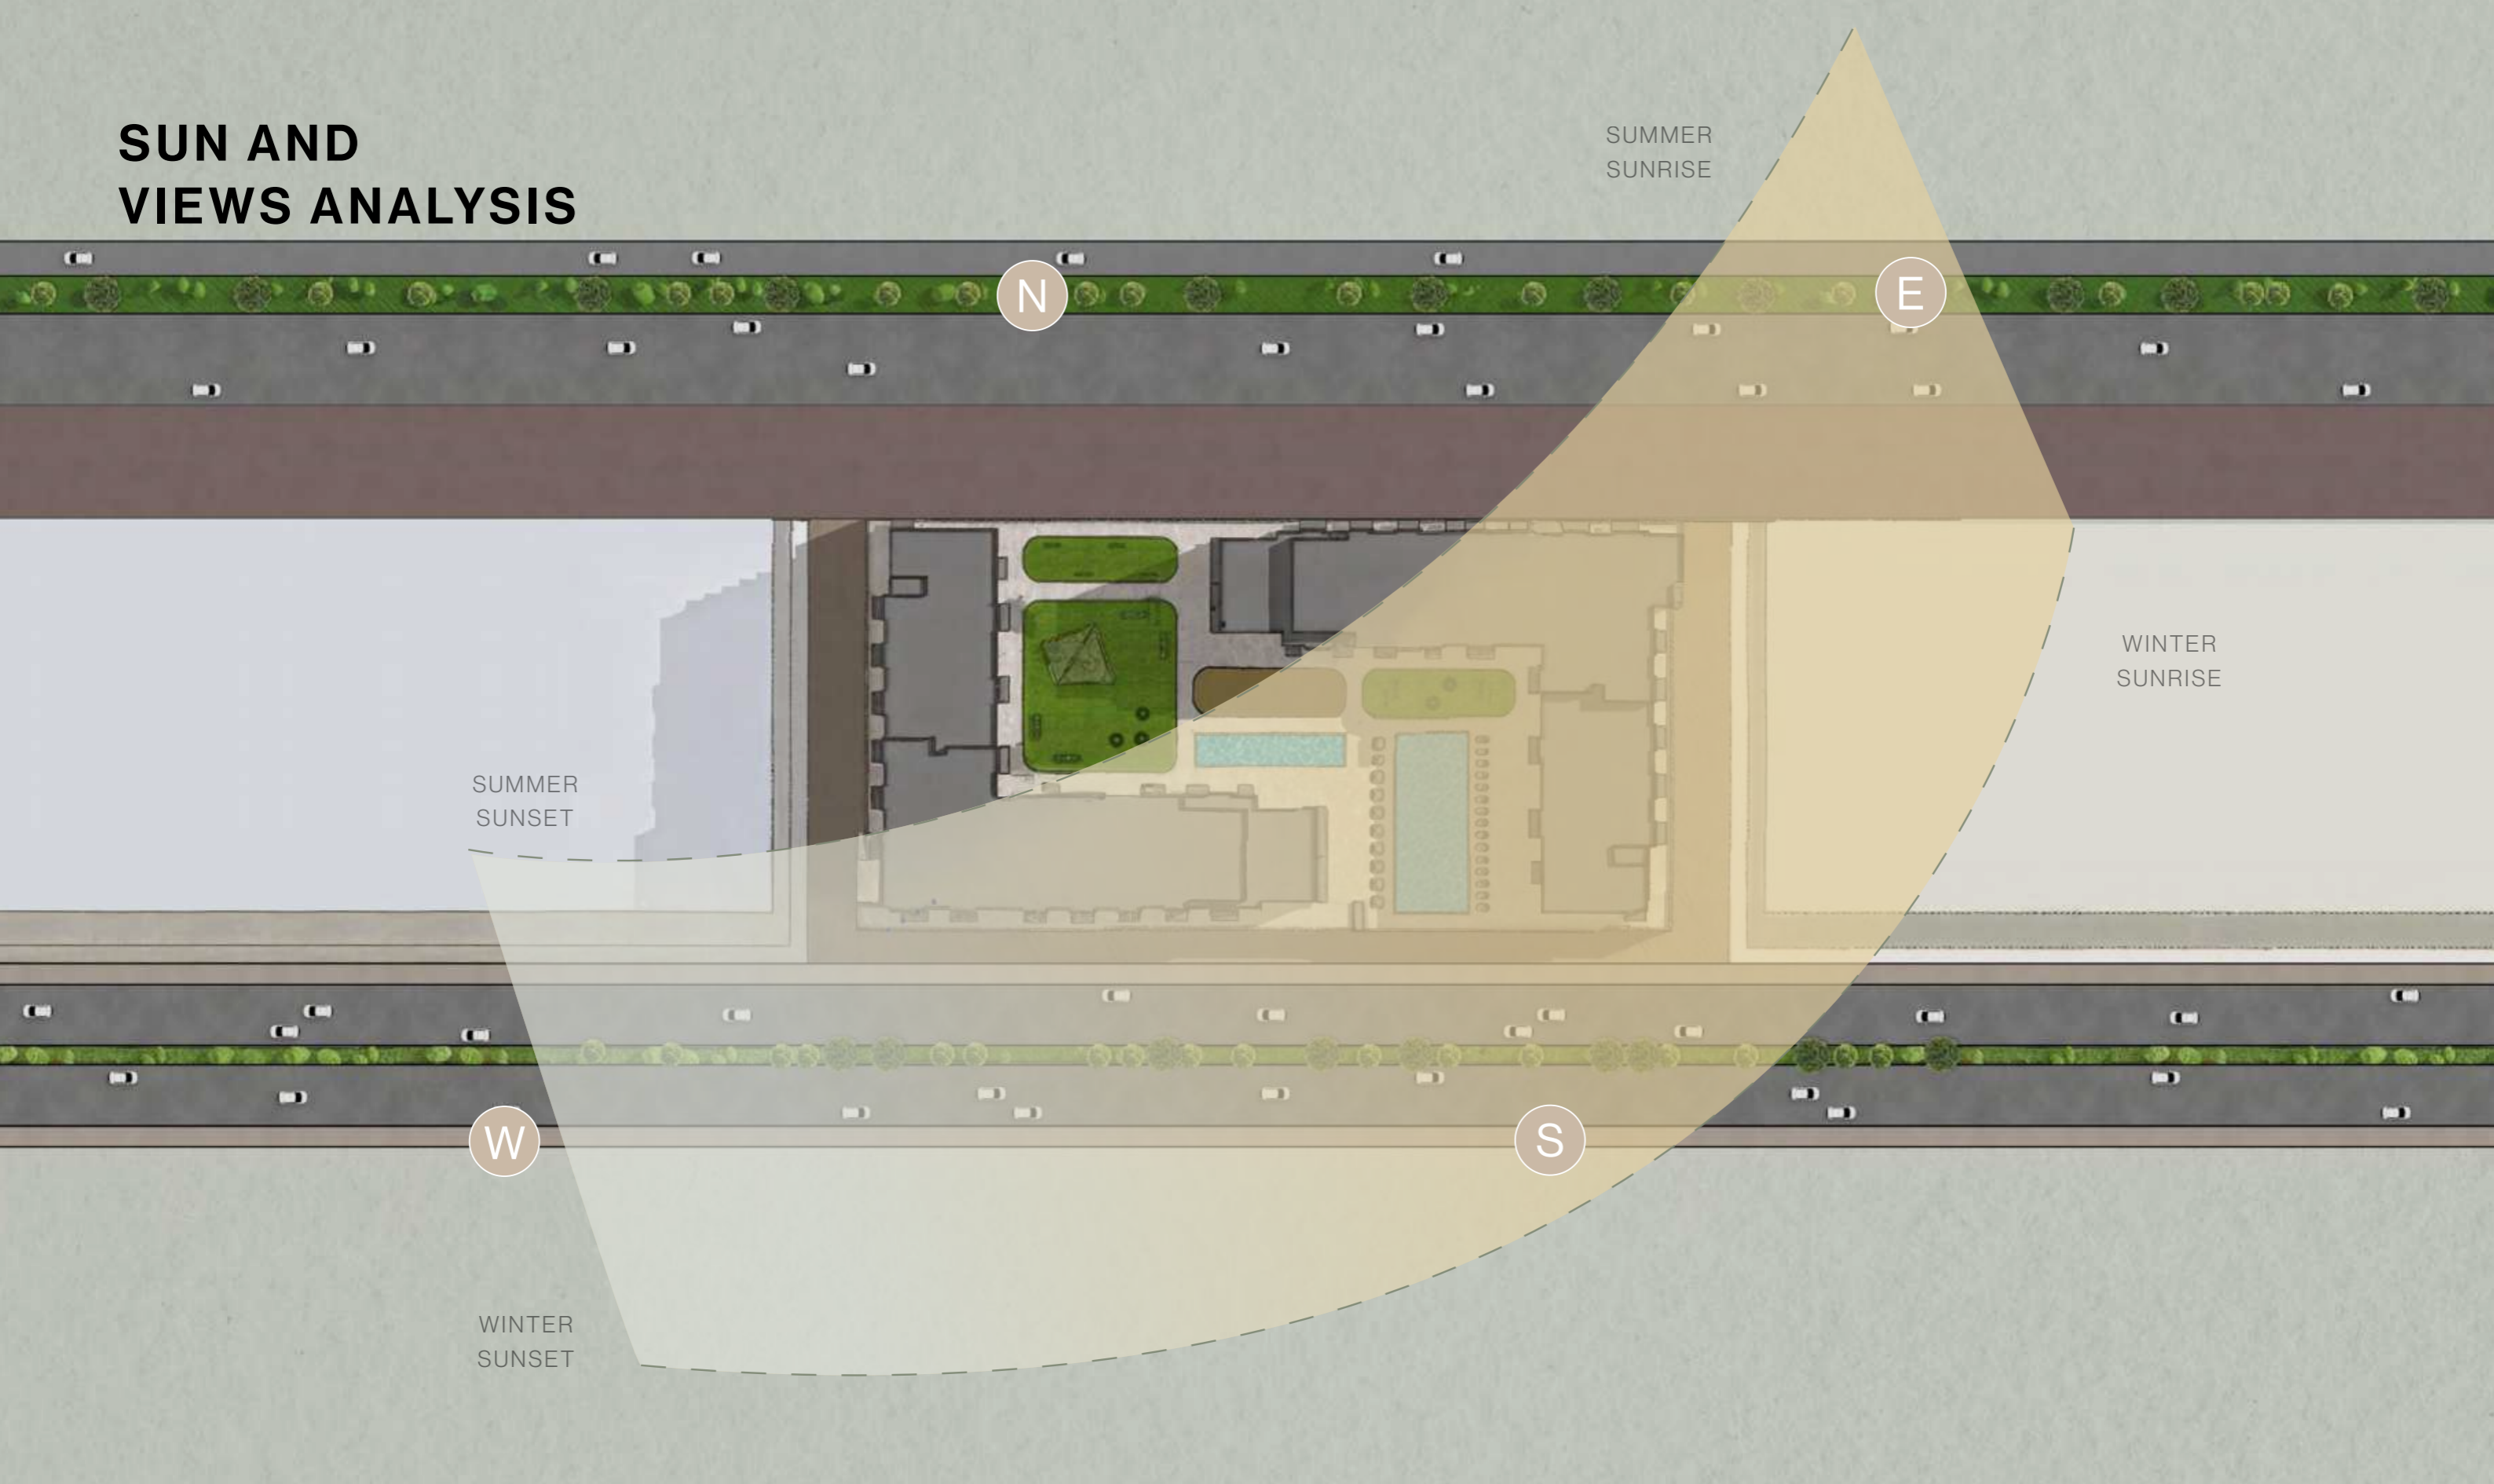 SUN AND
VIEWS ANALYSIS
SUMMER
SUNRISE
N
E
WINTER
SUNRISE
SUMMER
SUNSET
W
S
WINTER
SUNSET